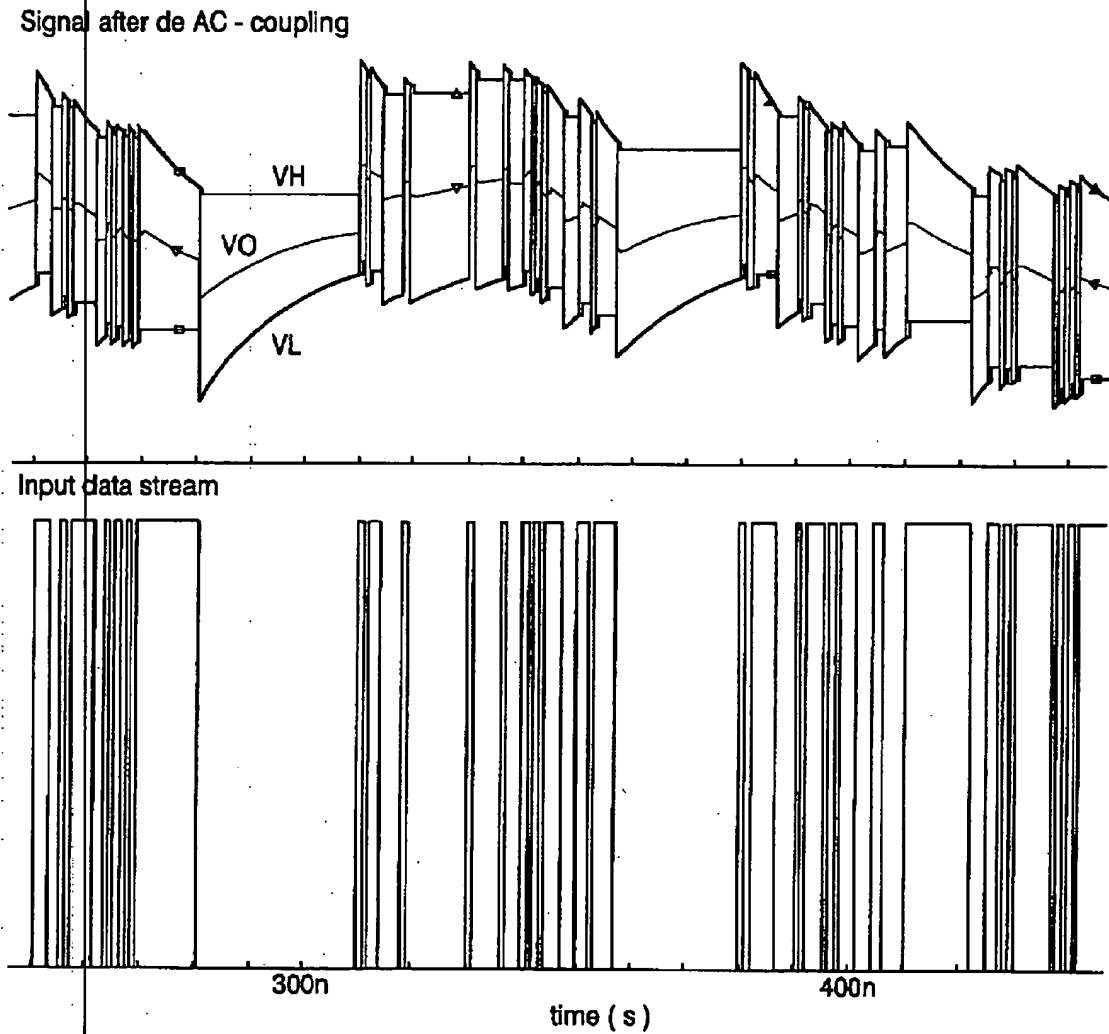 Signal after de AC - coupling
VH
VO
VL
Input data stream
300n
400n
time ( s )